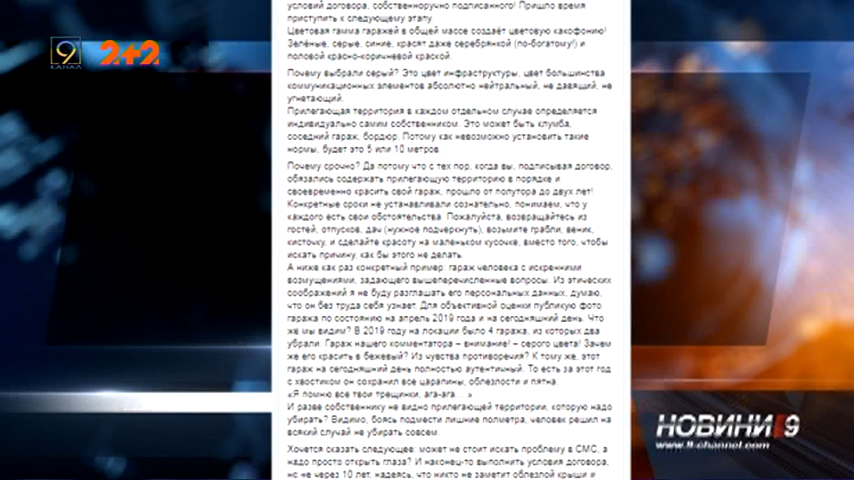 условий договора, собственноручно подписанного! Пришло время
приступить к следующему этапу.
Цветовая гамма гаражей в общей массе создаёт цветовую какофонию!
Зелёные, серые, синие, красят даже серебрянкой (по-богатому!) и
половой красно-коричневой краской.
Почему выбрали серый? Это цвет инфраструктуры, цвет большинства
коммуникационных элементов абсолютно нейтральный, не давящий, не
угнетающий.
Прилегающая территория в каждом отдельном случае определяется
индивидуально самим собственником. Это может быть клумба,
соседний гараж, бордюр. Потому как невозможно установить такие
нормы, будет это 5 или 10 метров
Почему срочно? Да потому что с тех пор, когда вы, подписывая договор,
обязались содержать прилегающую территорию в порядке и
своевременно красить свой гараж, прошло от полутора до двух лет!
Конкретные сроки не устанавливали сознательно, понимаем, что у
каждого есть свои обстоятельства. Пожалуйста, возвращайтесь из
гостей, отпусков, дач (нужное подчеркнуть), возьмите грабли, веник,
кисточку, и сделайте красоту на маленьком кусочке, вместо того, чтобы
искать причину, как бы этого не делать.
А ниже как раз конкретный пример: гараж человека с искренними
возмущениями, задающего вышеперечисленные вопросы. Из этических
соображений я не буду разглашать его персональных данных, думаю,
что он без труда себя узнает. Для объективной оценки публикую фото
гаража по состоянию на апрель 2019 года и на сегодняшний день. Что
же мы видим? В 2019 году на локации было 4 гаража, из которых два
убрали. Гараж нашего комментатора – внимание! – серого цвета! Зачем
же его красить в бежевый? Из чувства противоречия? К тому же, этот
гараж на сегодняшний день полностью аутентичный. То есть за этот год
с хвостиком он сохранил все царапины, облезлости и пятна.
«Я помню все твои трещинки, ага-ага…»
И разве собственнику не видно прилегающей территории, которую надо
убирать? Видимо, боясь подмести лишние полметра, человек решил на
всякий случай не убирать совсем.
Хочется сказать следующее: может не стоит искать проблему в СМС, а
надо просто открыть глаза? И наконец-то выполнить условия договора,
но не через 10 лет, надеясь, что никто не заметит облезлой крыши и
9 2+2
КАНАЛ
НОВИНИ 9
www.9-channel.com